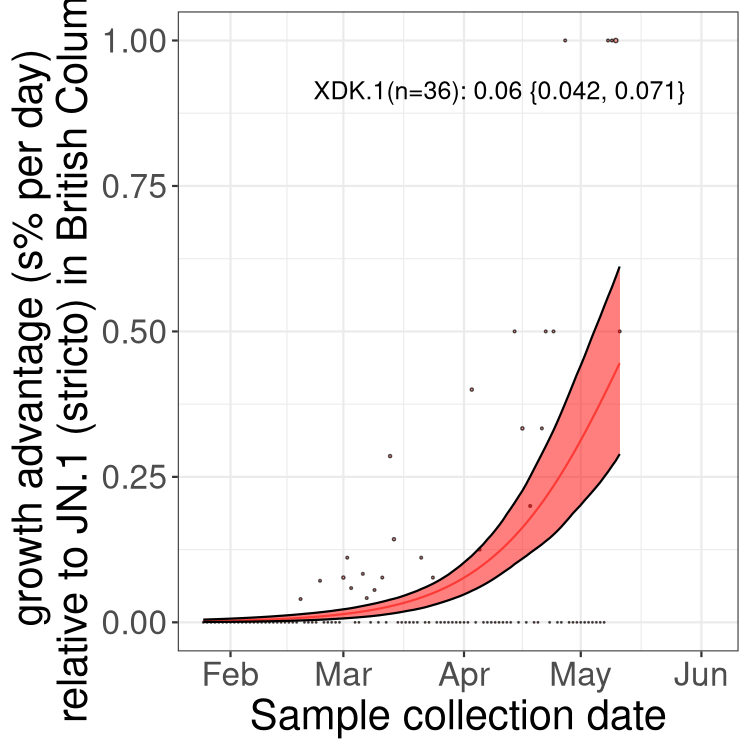 growth advantage (s% per day)
relative to JN.1 (stricto) in British Colum
1.00
0.75
0.50
0.25
0.00
XDK.1(n=36): 0.06 {0.042, 0.071}
Feb Mar Apr May Jun
Sample collection date